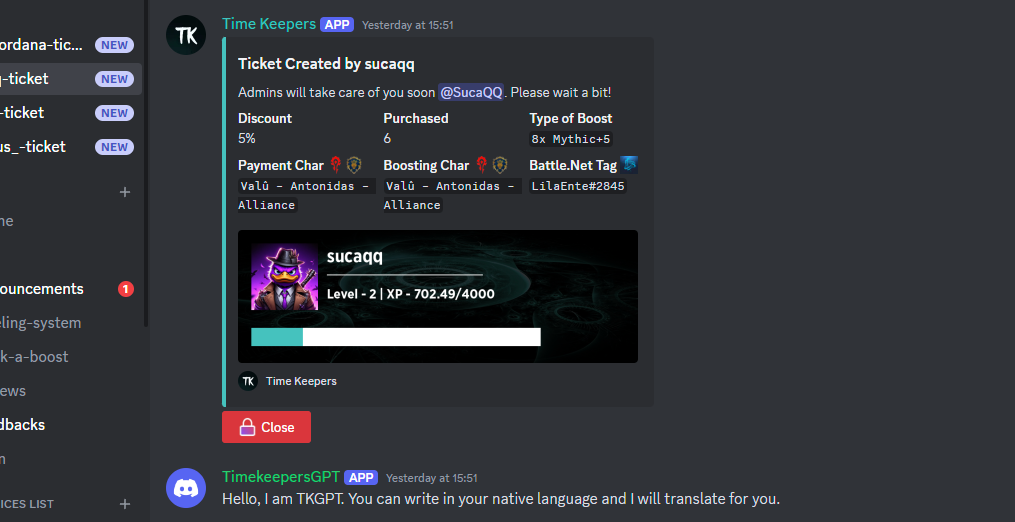 ordana-tic... NEW
-ticket NEW
-ticket NEW
us_-ticket NEW
me
ouncements 1
eling-system
k-a-boost
ews
dbacks
m
ICES LIST
TK Time Keepers APP Yesterday at 15:51
Ticket Created by sucaqq
Admins will take care of you soon @SucaQQ. Please wait a bit!
Discount Purchased Type of Boost
5% 6 8x Mythic+5
Payment Char Boosting Char Battle.Net Tag
Valû - Antonidas - Valû - Antonidas - LilaEnte#2845
Alliance Alliance
sucaqq
Level - 2 | XP - 702.49/4000
TK Time Keepers
Close
TimekeepersGPT APP Yesterday at 15:51
Hello, I am TKGPT. You can write in your native language and I will translate for you.